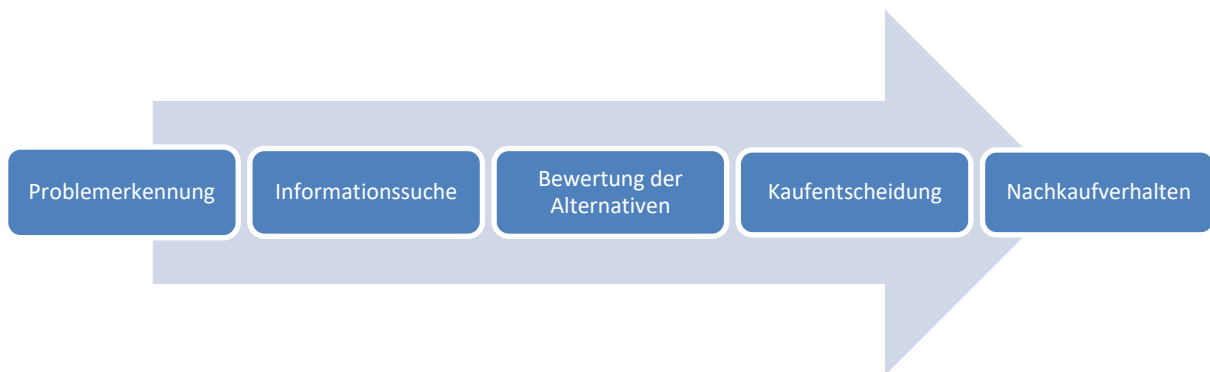 Problemerkennung
Informationssuche
Bewertung der
Alternativen
Kaufentscheidung
Nachkaufverhalten